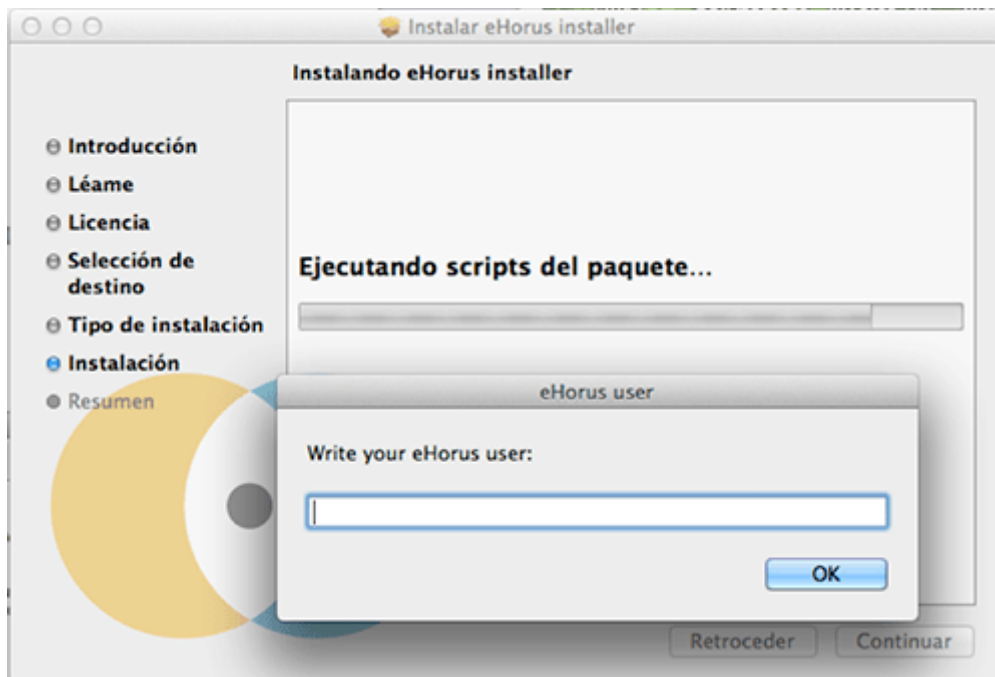 Instalar eHorus installer
Instalando eHorus installer
Introducción
Léame
Licencia
Selección de
destino
Tipo de instalación
Instalación
Resumen
Ejecutando scripts del paquete...
eHorus user
Write your eHorus user:
OK
Retroceder
Continuar